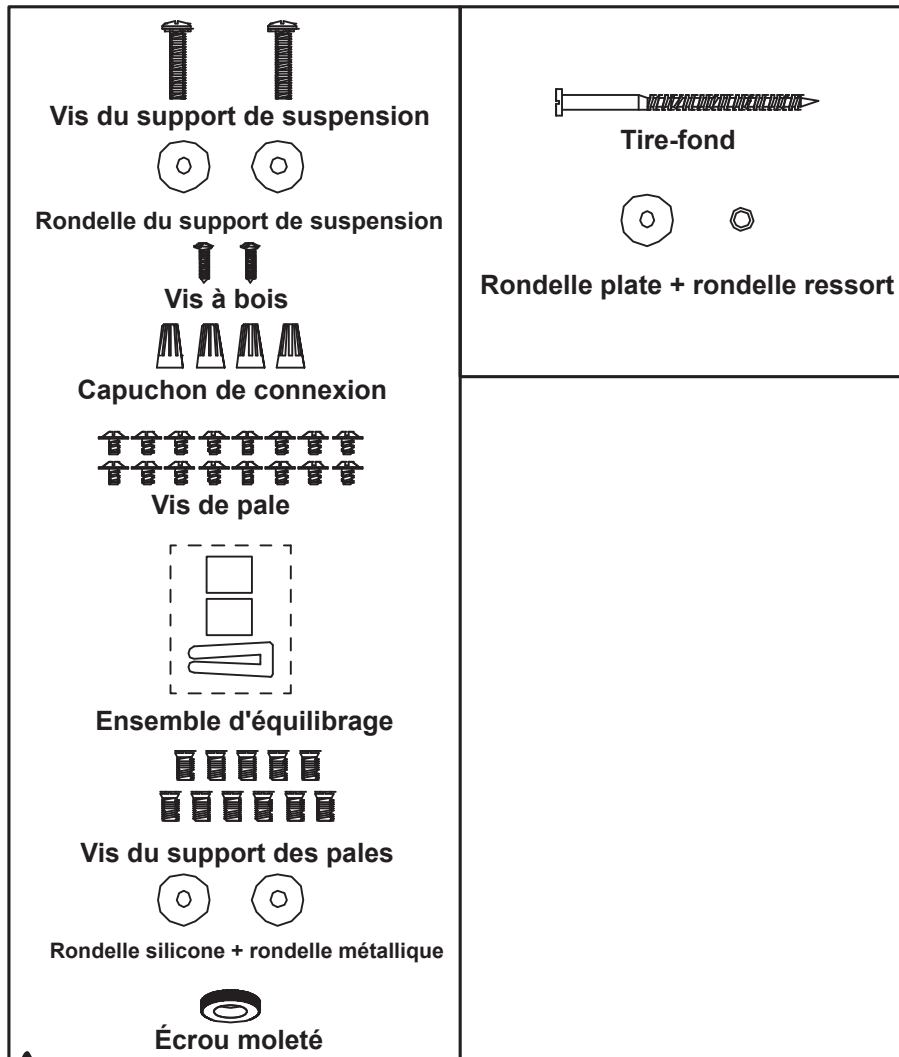 Vis du support de suspension
Rondelle du support de suspension
Vis à bois
Capuchon de connexion
Vis de pale
Ensemble d'équilibrage
Vis du support des pales
Rondelle silicone + rondelle métallique
Écrou moleté
Tire-fond
Rondelle plate + rondelle ressort